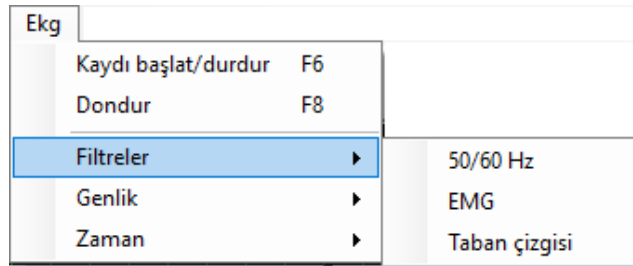 Ekg
Kaydı başlat/durdur F6
Dondur F8
Filtreler
Genlik
Zaman
50/60 Hz
EMG
Taban çizgisi